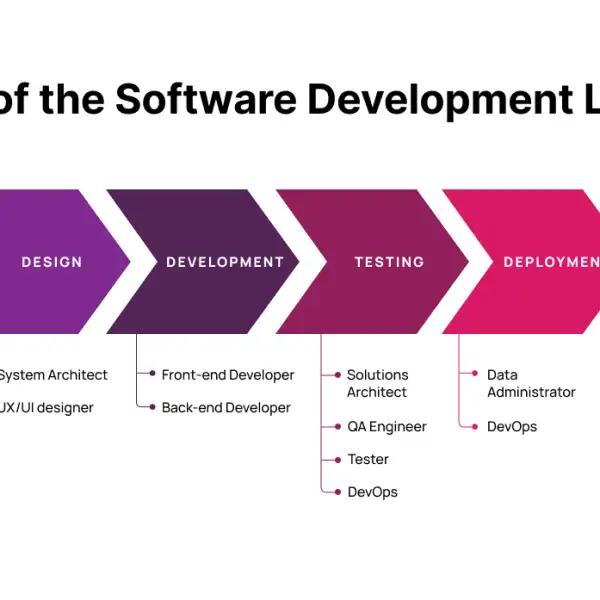 of the Software Development L
DESIGN
DEVELOPMENT
TESTING
DEPLOYMEN
System Architect
UX/UI designer
Front-end Developer
Back-end Developer
Solutions
Architect
QA Engineer
Tester
DevOps
Data
Administrator
DevOps